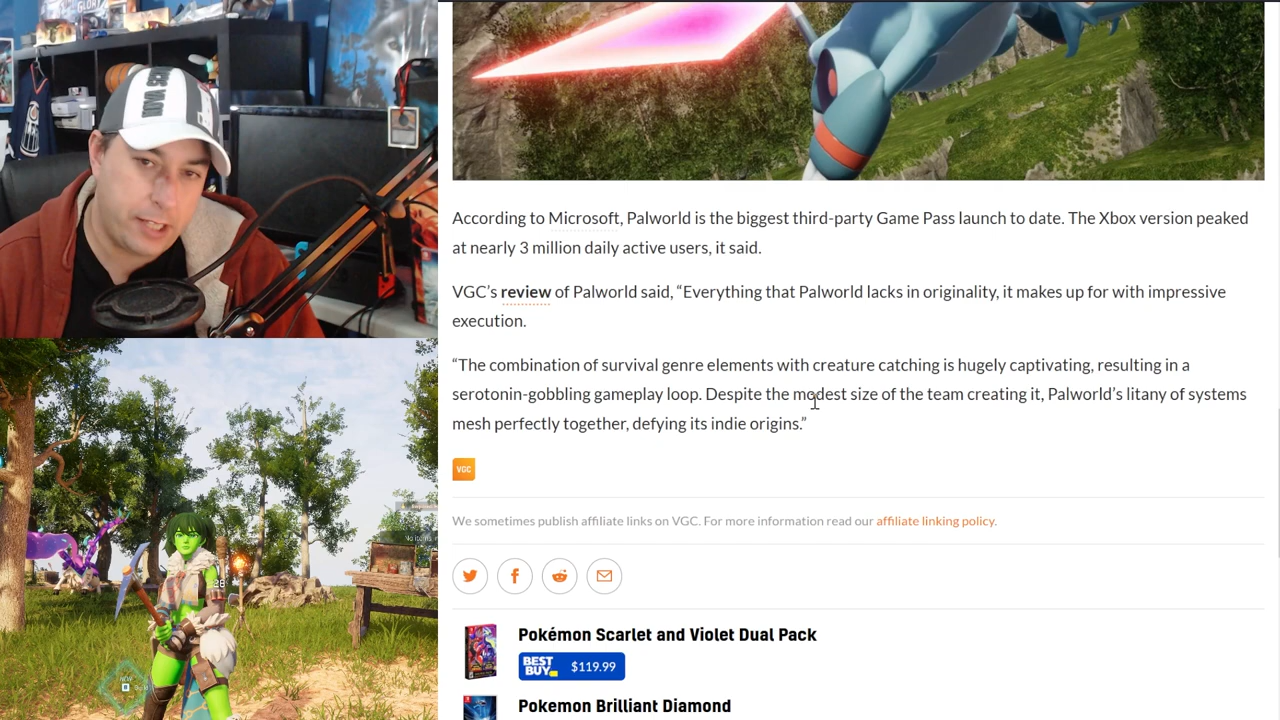 According to Microsoft, Palworld is the biggest third-party Game Pass launch to date. The Xbox version peaked
at nearly 3 million daily active users, it said.
VGC’s review of Palworld said, “Everything that Palworld lacks in originality, it makes up for with impressive
execution.
“The combination of survival genre elements with creature catching is hugely captivating, resulting in a
serotonin-gobbling gameplay loop. Despite the modest size of the team creating it, Palworld’s litany of systems
mesh perfectly together, defying its indie origins.”
VGC
We sometimes publish affiliate links on VGC. For more information read our affiliate linking policy.
Pokémon Scarlet and Violet Dual Pack
BEST
BUY
$119.99
Pokemon Brilliant Diamond